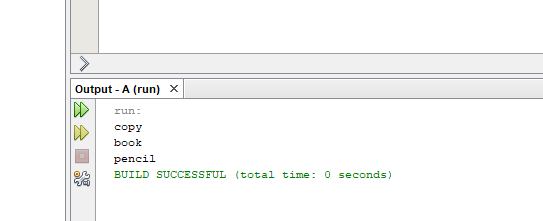 Output - A (run)
run:
copy
book
pencil
BUILD SUCCESSFUL (total time: 0 seconds)